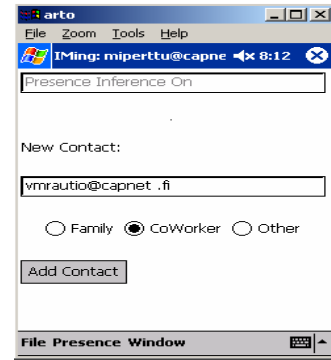 arto
File Zoom Tools Help
IMing: miperttu@capne 8:12
Presence Inference On
New Contact:
vmrautio@capnet .fi
Family CoWorker Other
Add Contact
File Presence Window